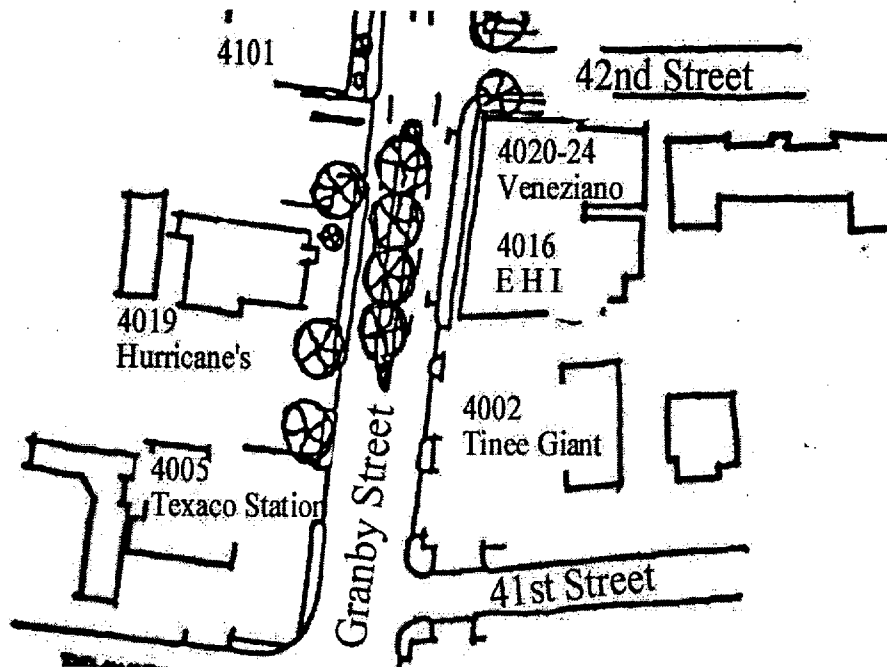 4101
42nd Street
4020-24
Veneziano
4016
E H I
4019
Hurricane's
4002
Tinee Giant
4005
Texaco Station
Granby Street
41st Street